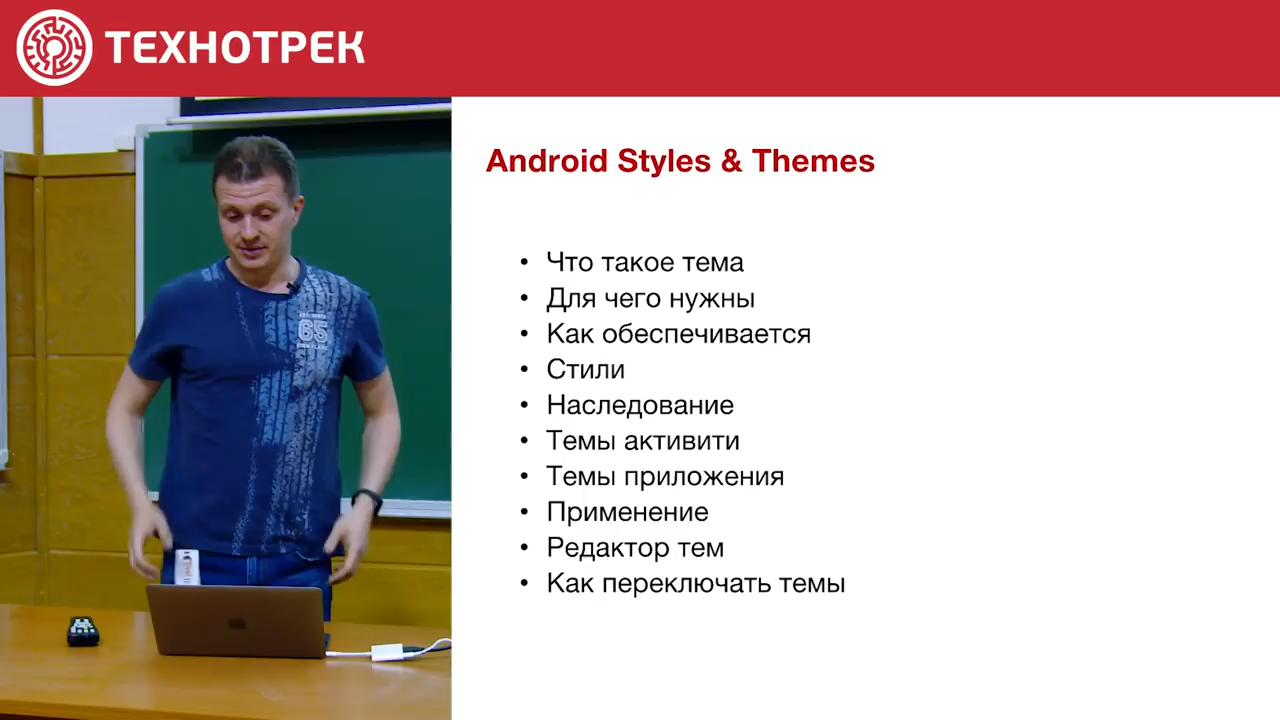 ТЕХНОТРЕК
Android Styles & Themes
• Что такое тема
• Для чего нужны
• Как обеспечивается
• Стили
• Наследование
• Темы активити
• Темы приложения
• Применение
• Редактор тем
• Как переключать темы
65